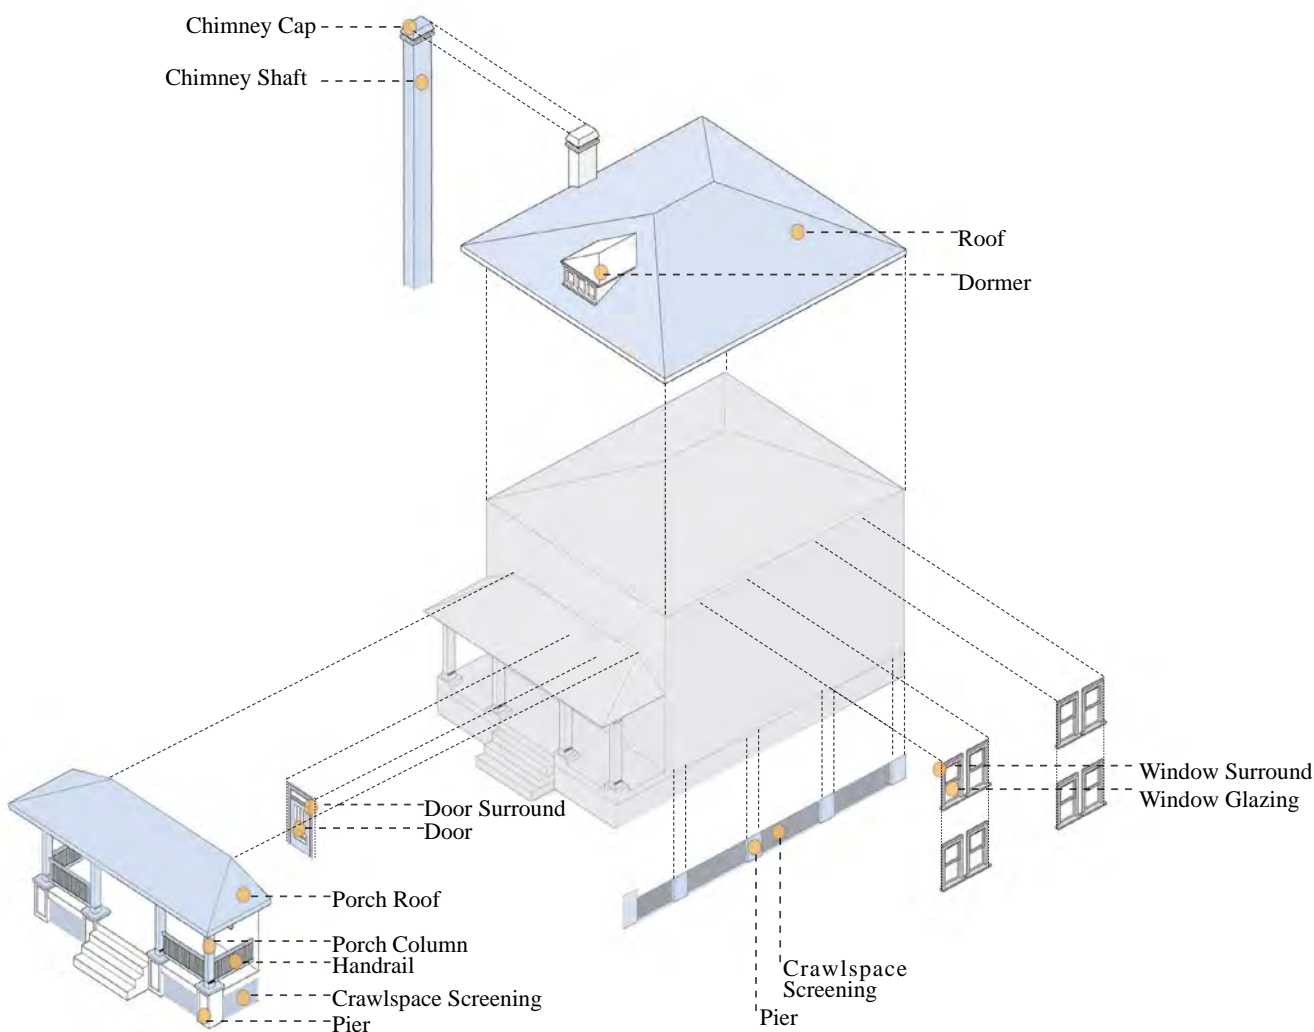 Chimney Cap
Chimney Shaft
Roof
Dormer
Window Surround
Window Glazing
Door Surround
Door
Porch Roof
Porch Column
Handrail
Crawlspace Screening
Pier
Crawlspace
Screening
Pier